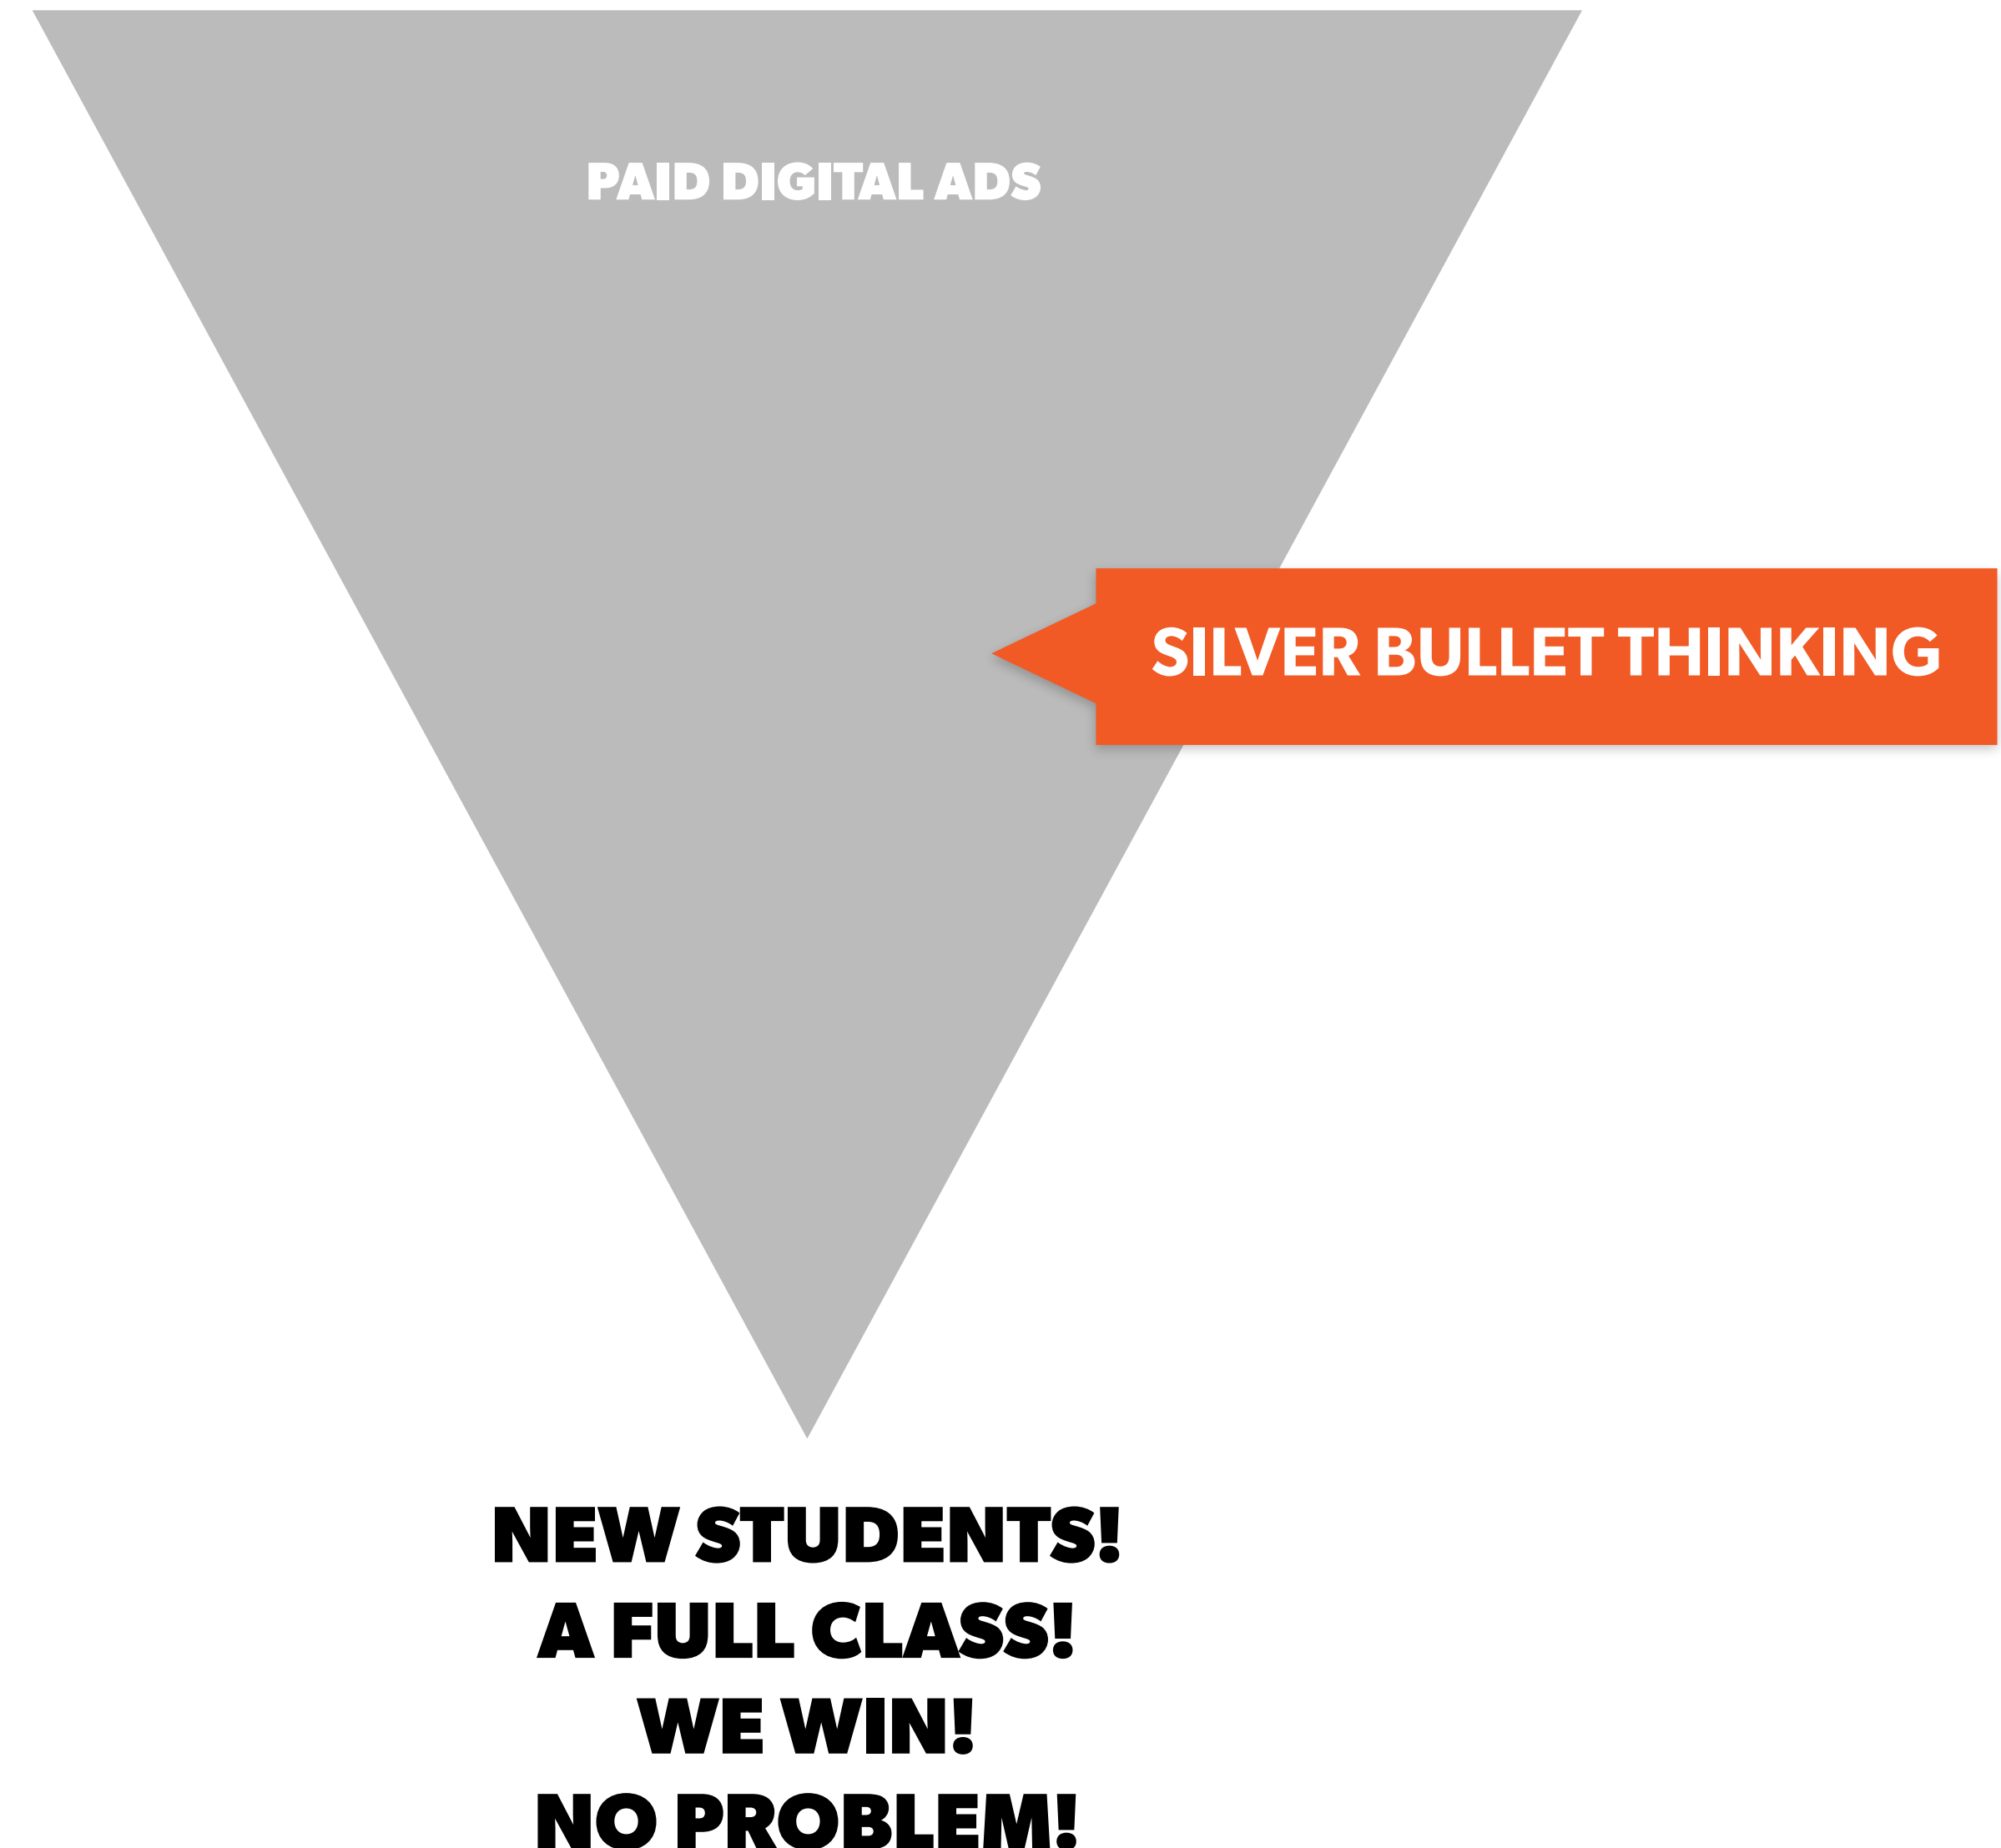 PAID DIGITAL ADS
SILVER BULLET THINKING
NEW STUDENTS!
A FULL CLASS!
WE WIN!
NO PROBLEM!